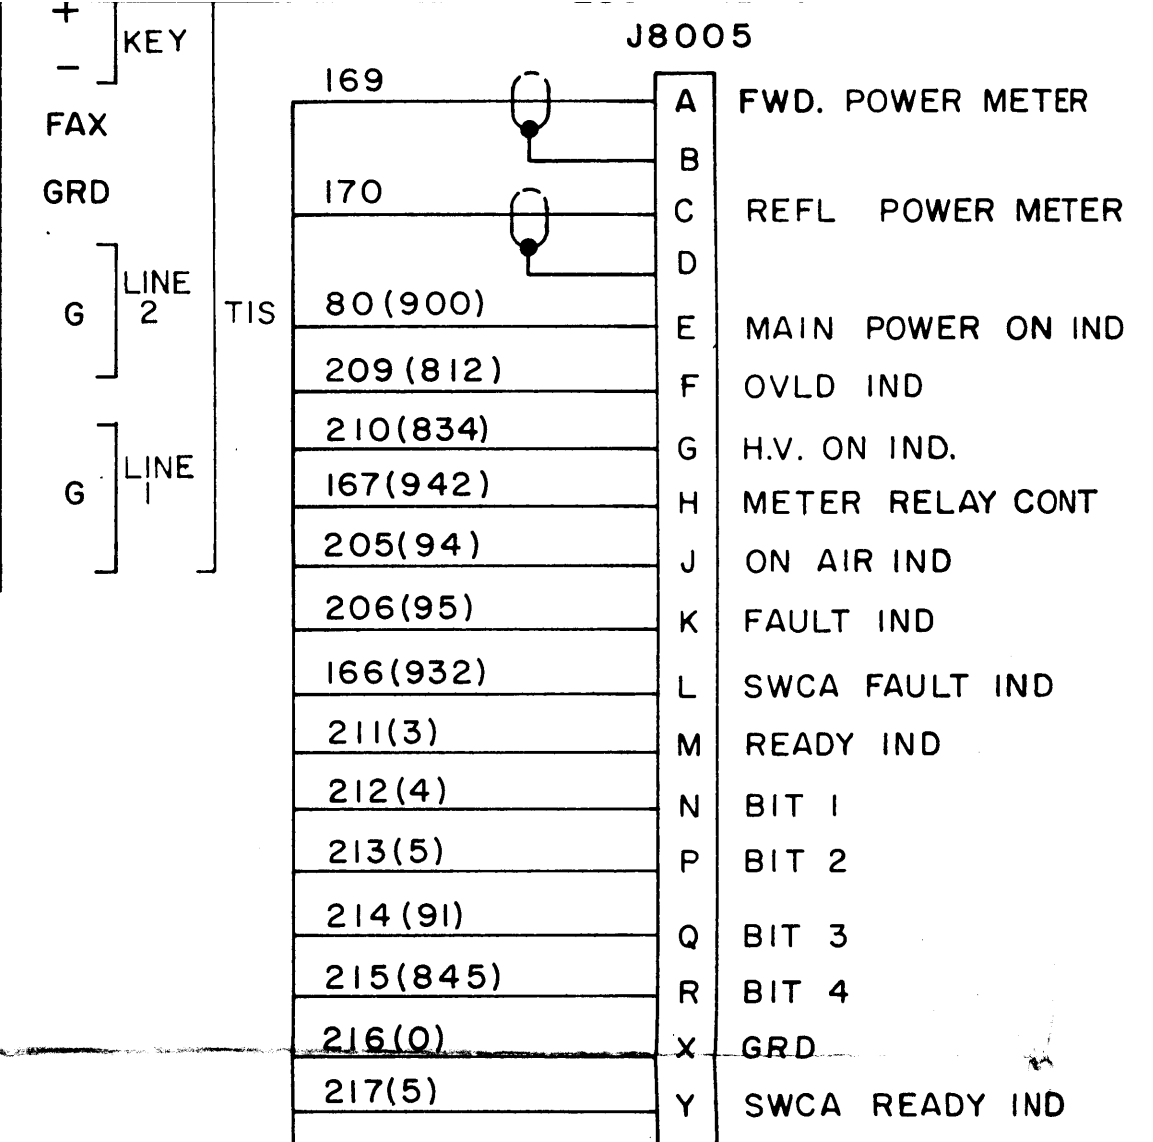 +
KEY
–
FAX
GRD
LINE
2
G
TIS
LINE
1
G
J8005
169
A FWD. POWER METER
B
170
C REFL POWER METER
D
80(900)
E MAIN POWER ON IND
209(812)
F OVLD IND
210(834)
G H.V. ON IND.
167(942)
H METER RELAY CONT
205(94)
J ON AIR IND
206(95)
K FAULT IND
166(932)
L SWCA FAULT IND
211(3)
M READY IND
212(4)
N BIT 1
213(5)
P BIT 2
214(91)
Q BIT 3
215(845)
R BIT 4
216(0)
X GRD
217(5)
Y SWCA READY IND